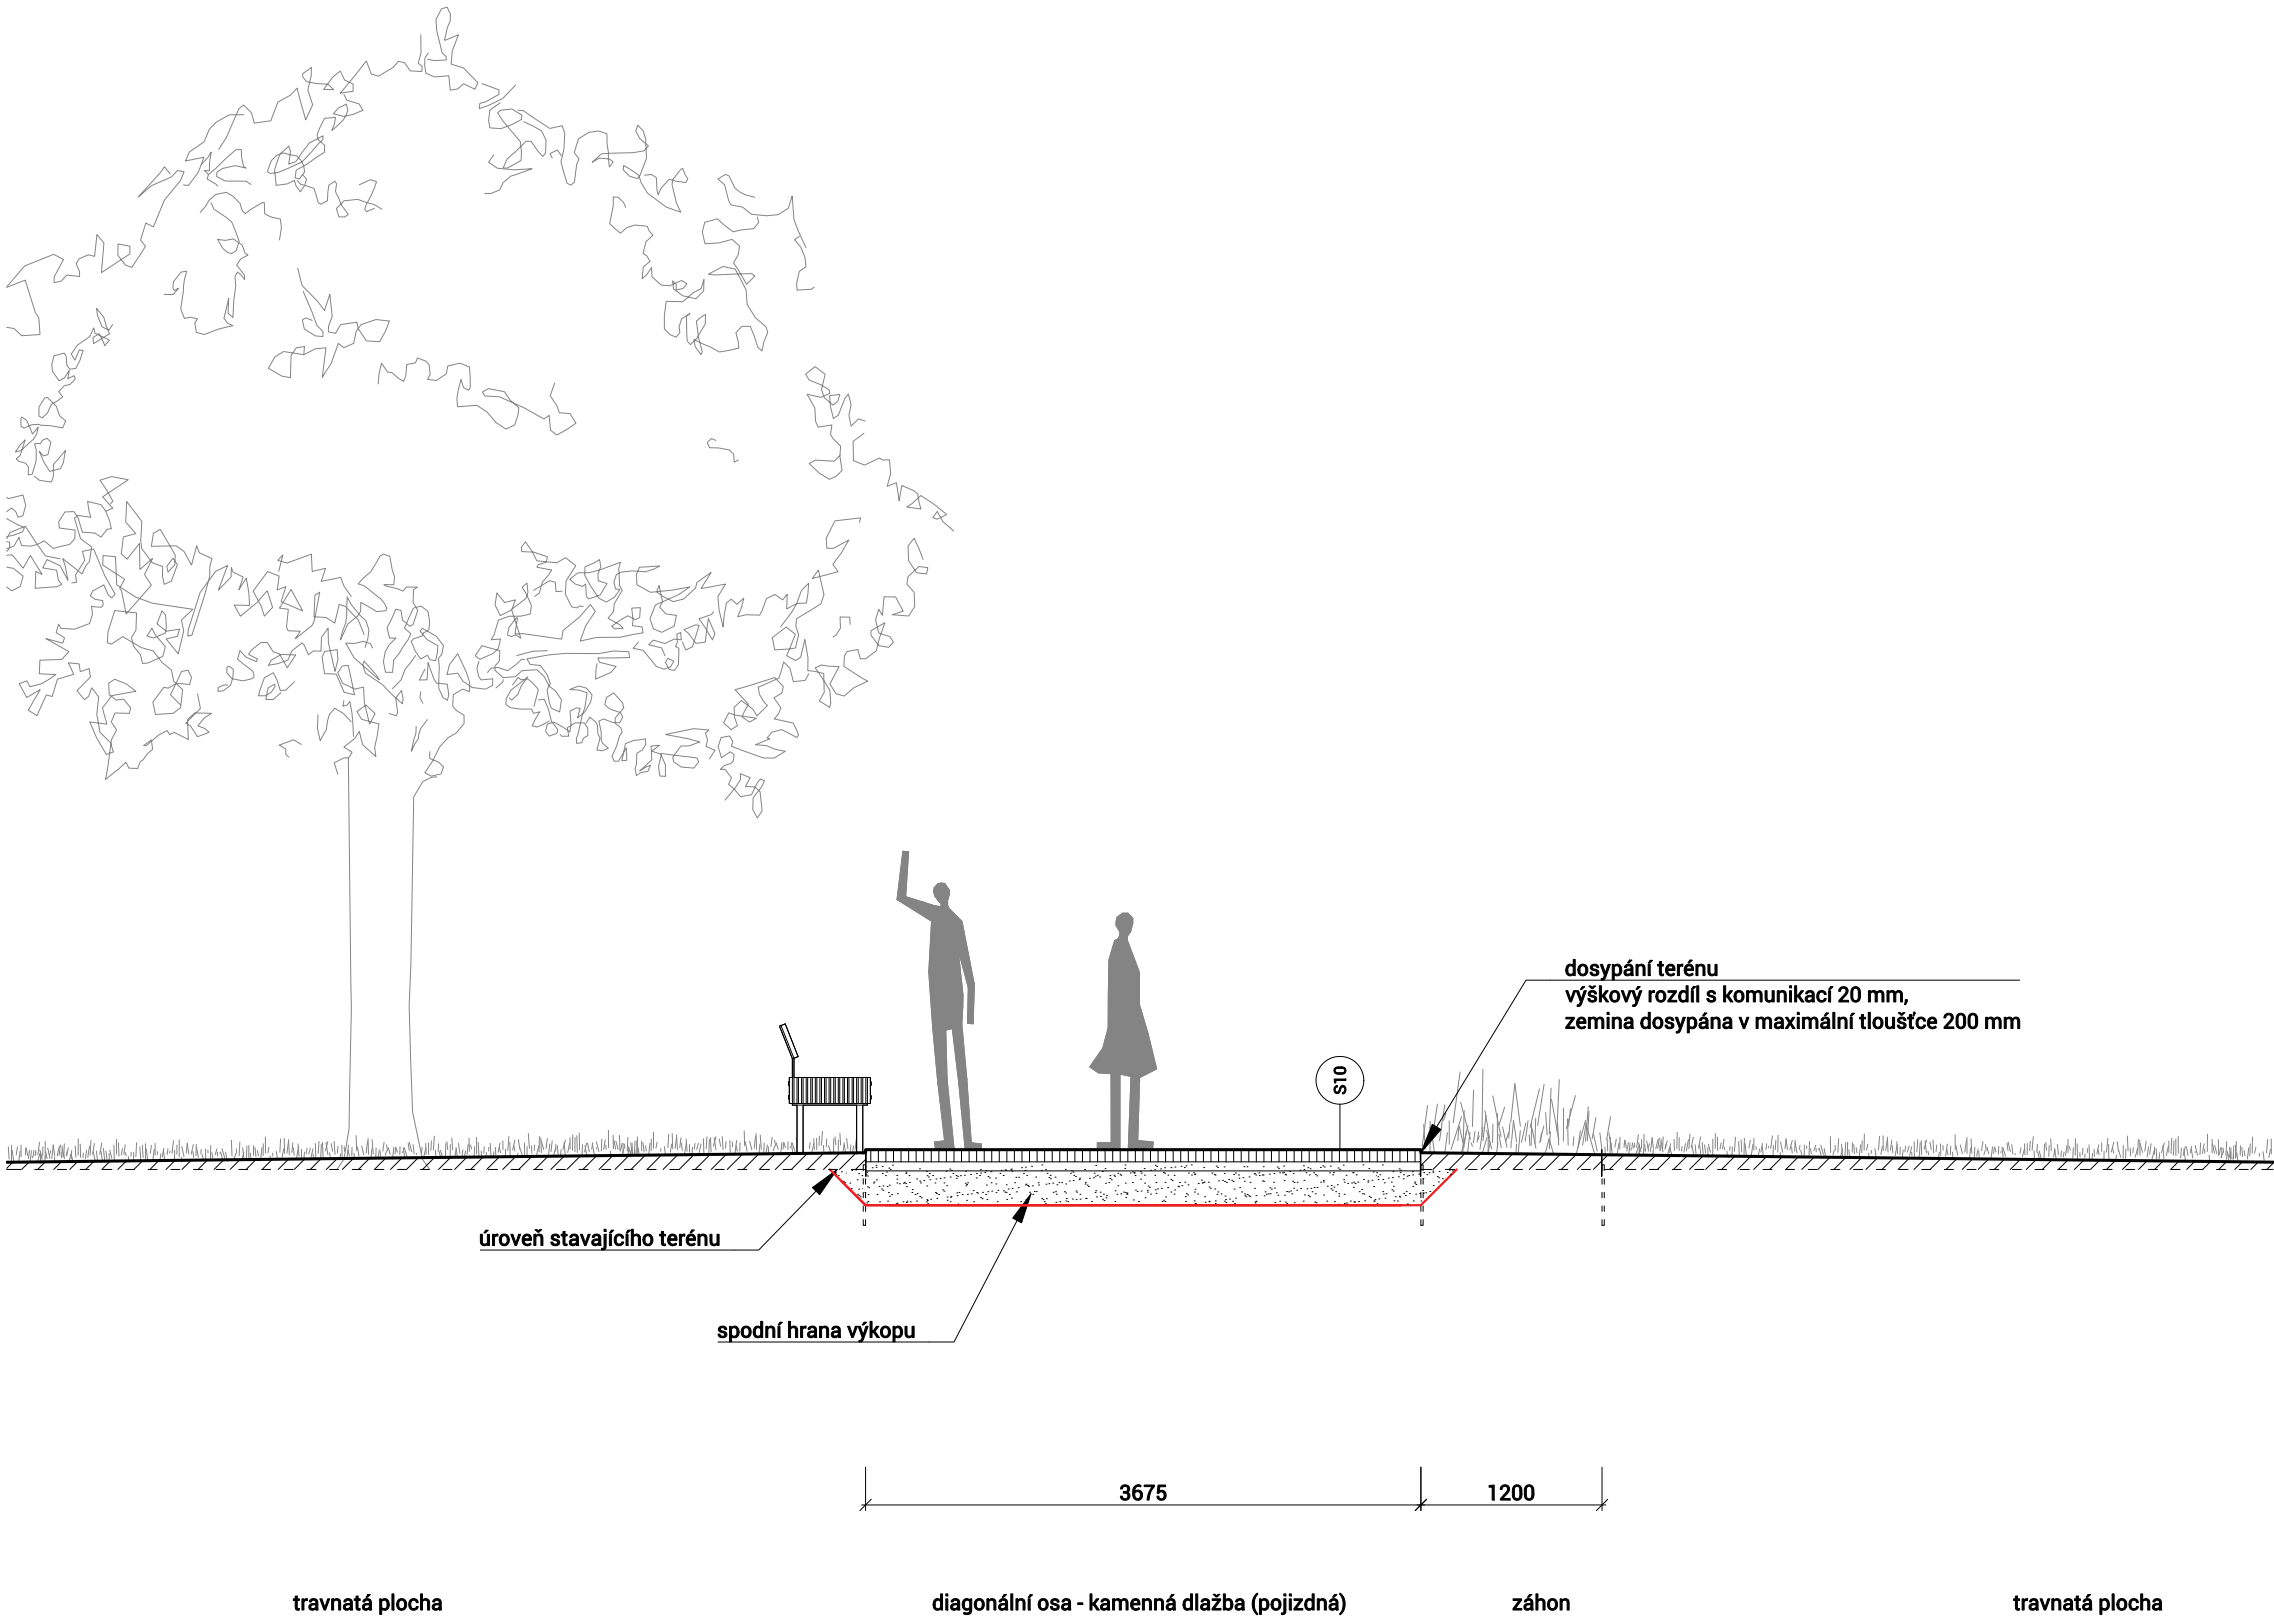 dosypání terénu
výškový rozdíl s komunikací 20 mm,
zemina dosypána v maximální tloušťce 200 mm
S10
úroveň stavajícího terénu
spodní hrana výkopu
3675
1200
travnatá plocha
diagonální osa - kamenná dlažba (pojizdná)
záhon
travnatá plocha